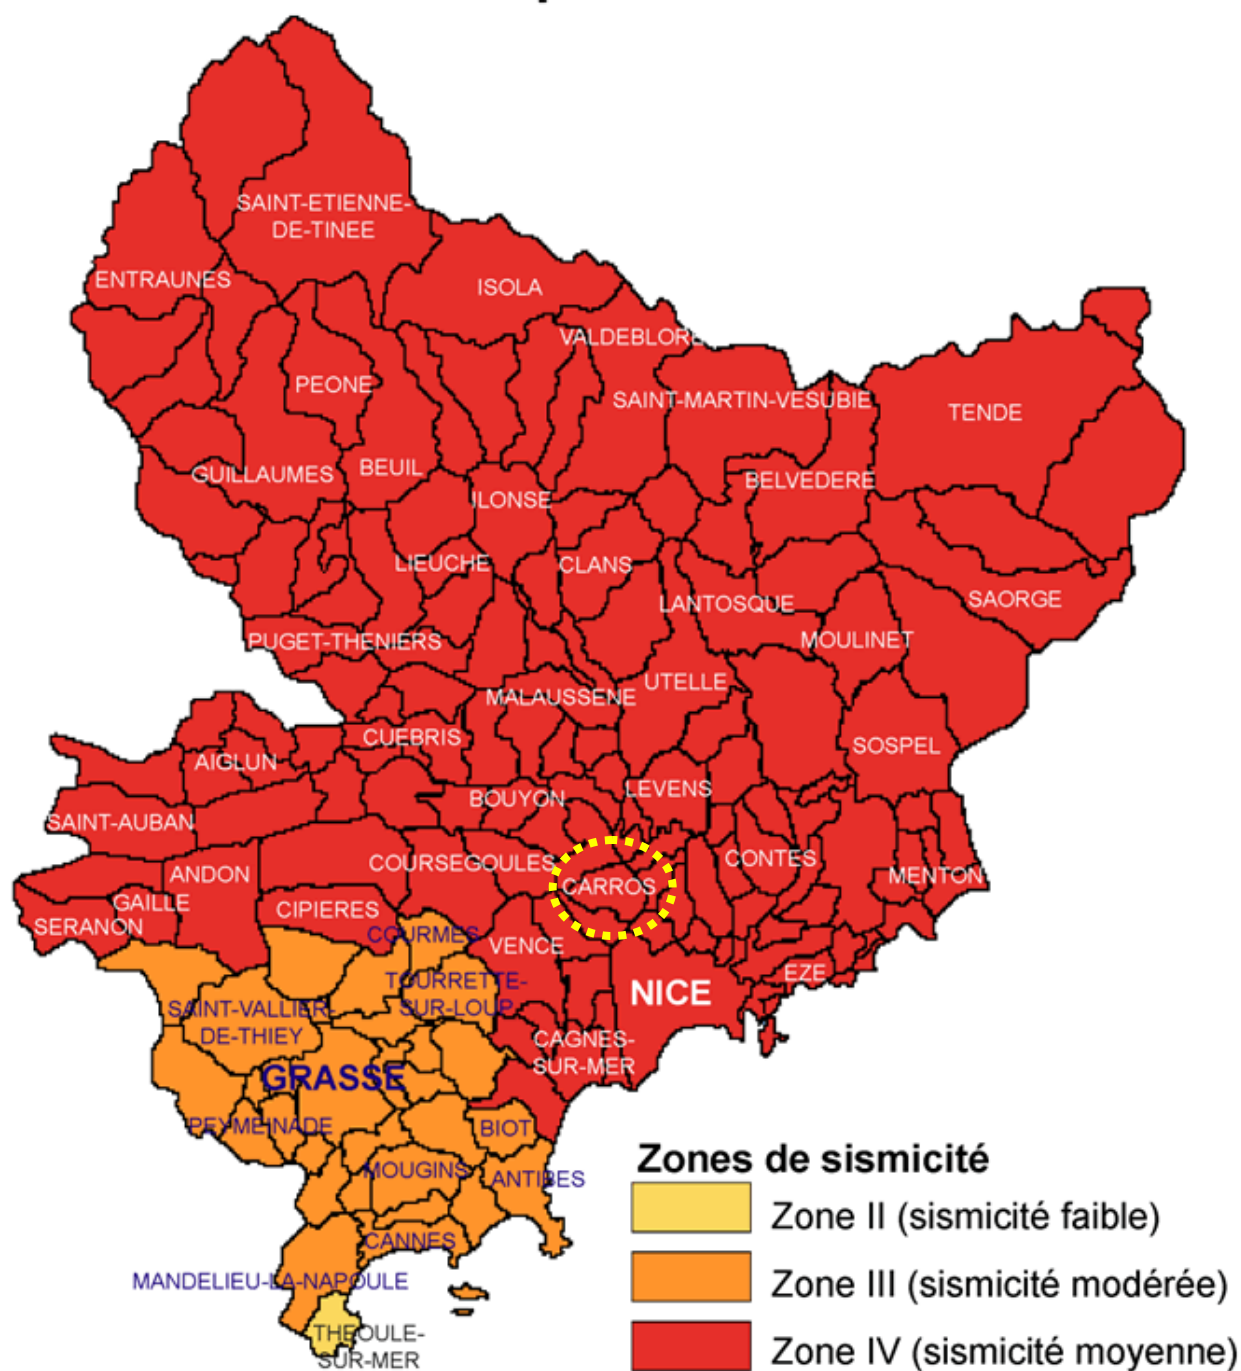 SAINT-ETIENNE-
DE-TINEE
ENTRAUNES
ISOLA
VALDEBLORE
PEONE
SAINT-MARTIN-VESUBIE
TENDE
GUILLAUMES
BEUIL
BELVEDERE
ILONSE
LIEUCHE
CLANS
LANTOSQUE
SAORGE
PUGET-THENIERS
MOULINET
UTELLE
MALAUSSENE
CUEBRIS
SOSPEL
AIGLUN
LEVENS
BOUYON
SAINT-AUBAN
COURSEGOULES
CONTES
ANDON
CARROS
MENTON
GAILLE
CIPIERES
SERANON
COURMES
VENCE
EZE
TOURRETTE-
SUR-LOUP
NICE
SAINT-VALLIER-
DE-THIEY
CAGNES-
SUR-MER
GRASSE
PEYMEINADE
BIOT
MOUGINS
ANTIBES
CANNES
MANDELIEU-LA-NAPOULE
THEOULE-
SUR-MER
Zones de sismicité
Zone II (sismicité faible)
Zone III (sismicité modérée)
Zone IV (sismicité moyenne)